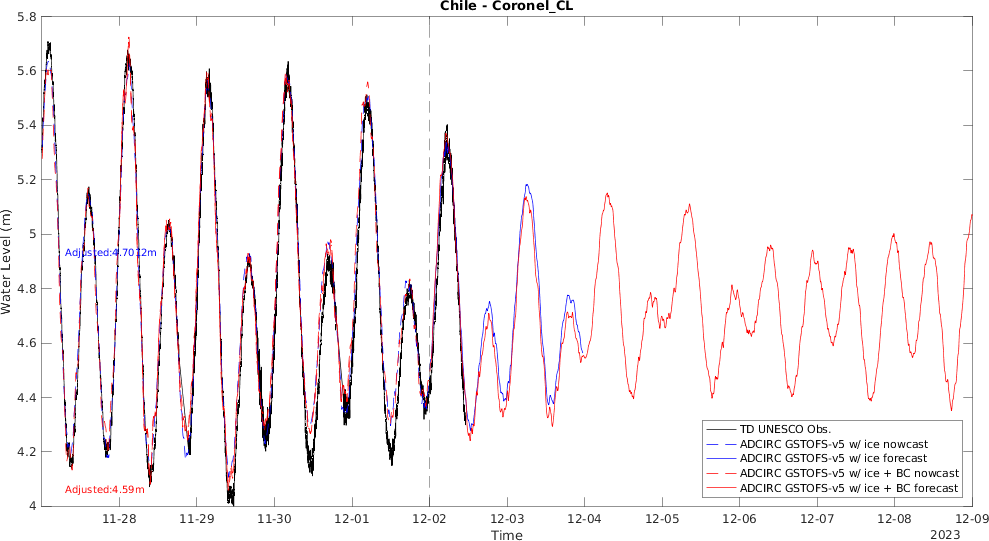 Chile - Coronel_CL
5.8
5.6
5.4
5.2
5
4.8
4.6
4.4
4.2
4
Water Level (m)
Adjusted:4.7072m
Adjusted:4.59m
TD UNESCO Obs.
ADCIRC GSTOFS-v5 w/ ice nowcast
ADCIRC GSTOFS-v5 w/ ice forecast
ADCIRC GSTOFS-v5 w/ ice + BC nowcast
ADCIRC GSTOFS-v5 w/ ice + BC forecast
11-28 11-29 11-30 12-01 12-02 12-03 12-04 12-05 12-06 12-07 12-08 12-09
Time
2023